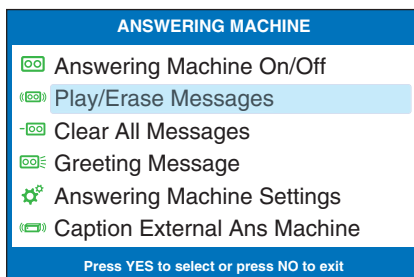 ANSWERING MACHINE
Answering Machine On/Off
Play/Erase Messages
Clear All Messages
Greeting Message
Answering Machine Settings
Caption External Ans Machine
Press YES to select or press NO to exit